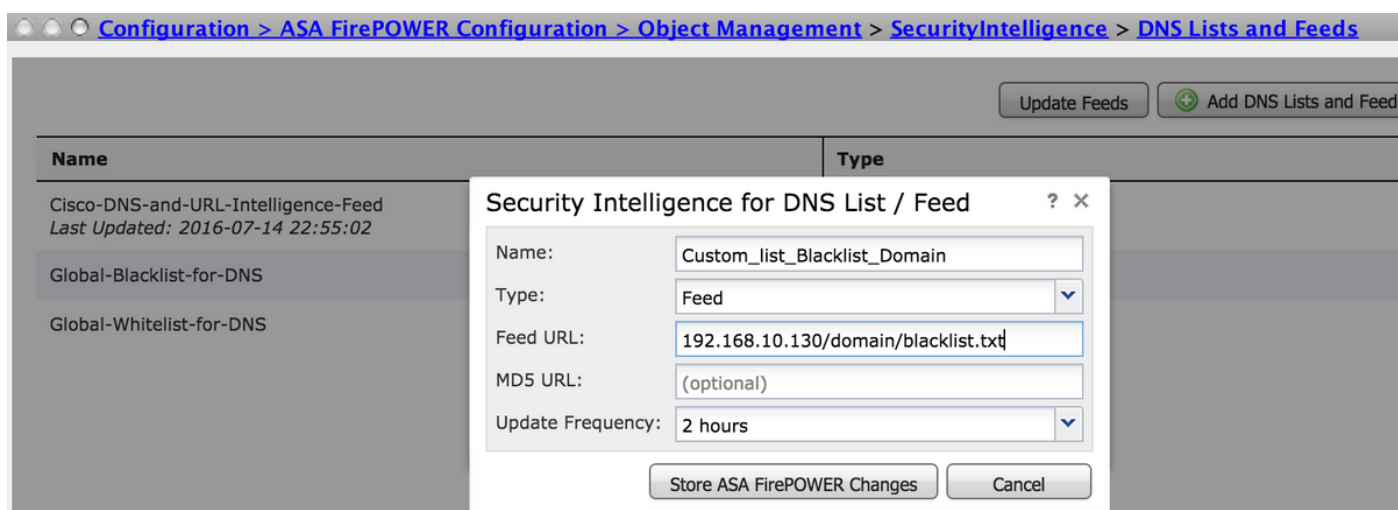 Configuration > ASA FirePOWER Configuration > Object Management > SecurityIntelligence > DNS Lists and Feeds
Update Feeds
Add DNS Lists and Feed
Name
Type
Cisco-DNS-and-URL-Intelligence-Feed
Last Updated: 2016-07-14 22:55:02
Global-Blacklist-for-DNS
Global-Whitelist-for-DNS
Security Intelligence for DNS List / Feed ? ×
Name: Custom_list_Blacklist_Domain
Type: Feed
Feed URL: 192.168.10.130/domain/blacklist.txt
MD5 URL: (optional)
Update Frequency: 2 hours
Store ASA FirePOWER Changes
Cancel